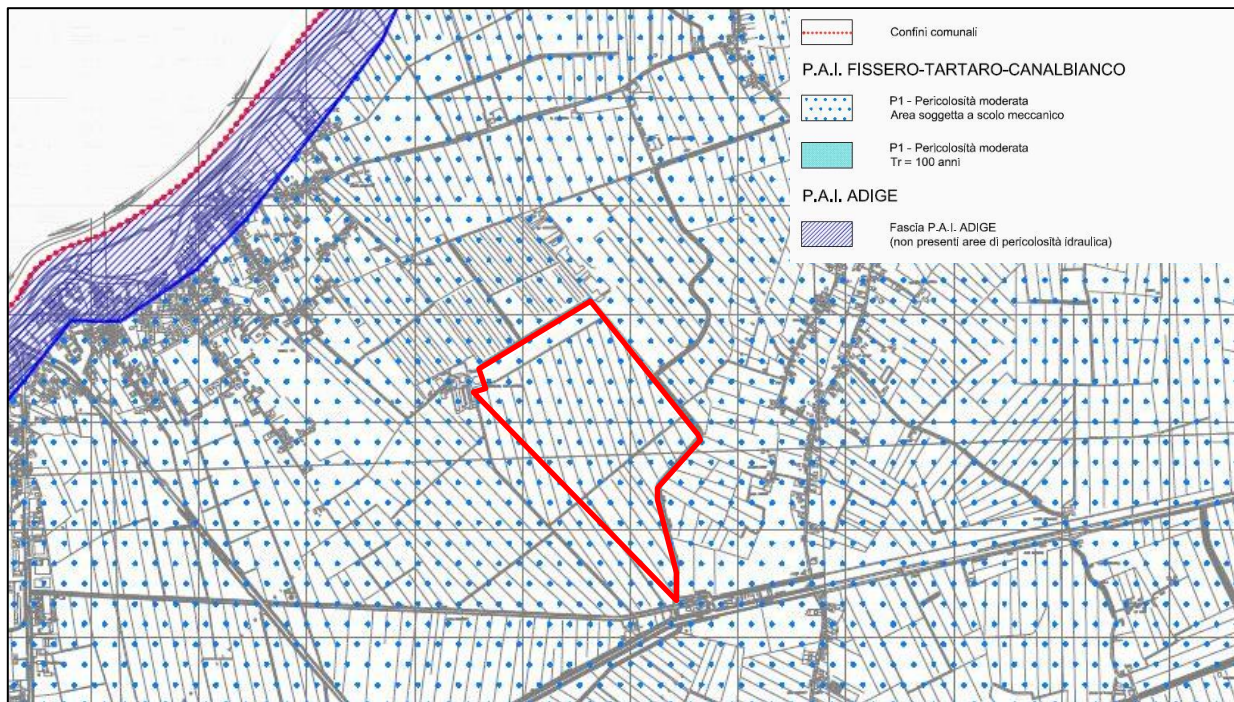 Confini comunali
P.A.I. FISSERO-TARTARO-CANALBIANCO
P1 - Pericolosità moderata
Area soggetta a scolo meccanico
P1 - Pericolosità moderata
Tr = 100 anni
P.A.I. ADIGE
Fascia P.A.I. ADIGE
(non presenti aree di pericolosità idraulica)